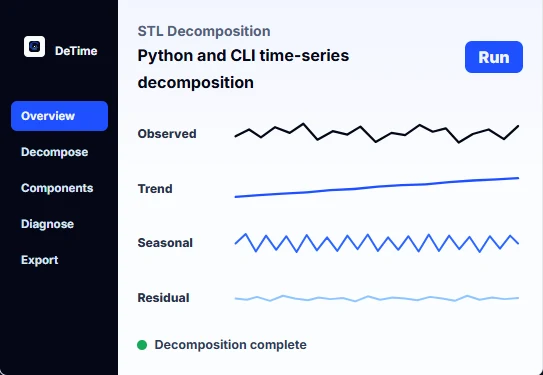 DeTime
Overview
Decompose
Components
Diagnose
Export
STL Decomposition
Python and CLI time-series
decomposition
Run
Observed
Trend
Seasonal
Residual
Decomposition complete